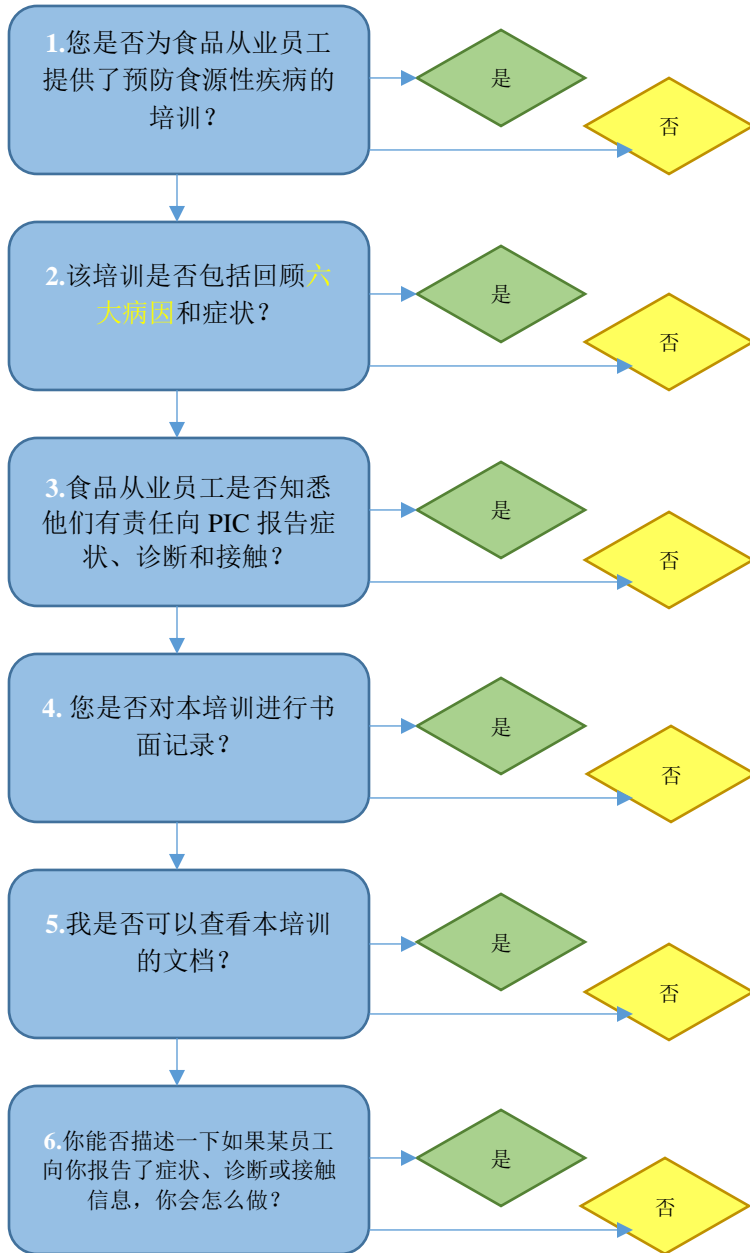 1.您是否为食品从业员工
提供了预防食源性疾病的
培训？
是
否
2.该培训是否包括回顾六
大病因和症状？
是
否
3.食品从业员工是否知悉
他们有责任向 PIC 报告症
状、诊断和接触？
是
否
4. 您是否对本培训进行书
面记录？
是
否
5.我是否可以查看本培训
的文档？
是
否
6.你能否描述一下如果某员工
向你报告了症状、诊断或接触
信息，你会怎么做？
是
否